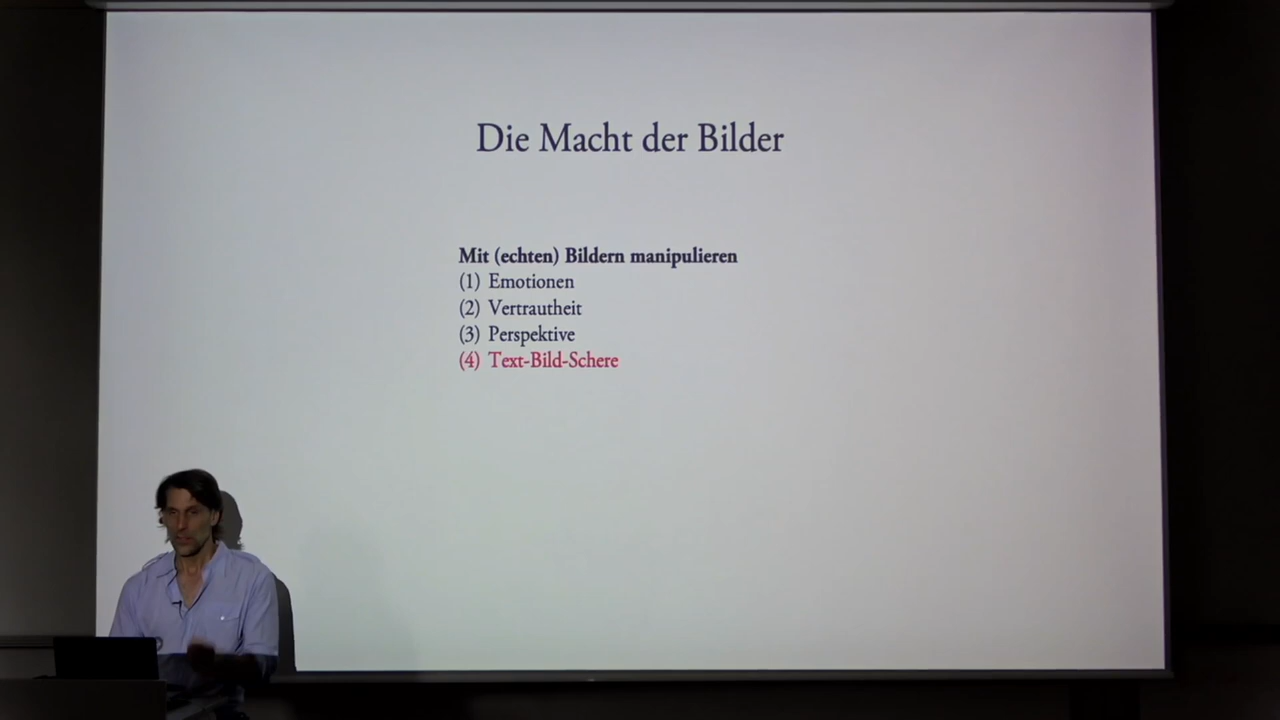 Die Macht der Bilder
Mit (echten) Bildern manipulieren
(1) Emotionen
(2) Vertrautheit
(3) Perspektive
(4) Text-Bild-Schere